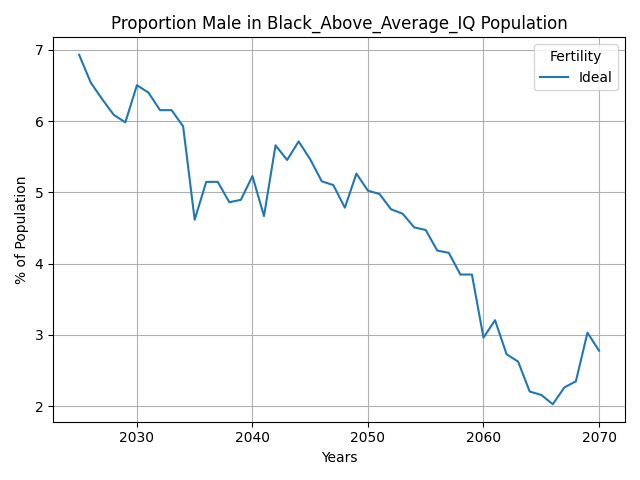 Proportion Male in Black_Above_Average_IQ Population
Fertility
Ideal
% of Population
7
6
5
4
3
2
2030 2040 2050 2060 2070
Years